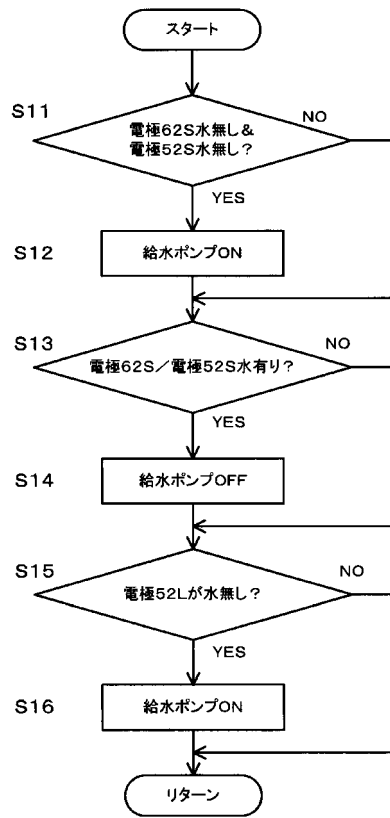 スタート
S11
電極62S水無し&
電極52S水無し?
NO
YES
S12
給水ポンプON
S13
電極62S/電極52S水有り?
NO
YES
S14
給水ポンプOFF
S15
電極52Lが水無し?
NO
YES
S16
給水ポンプON
リターン